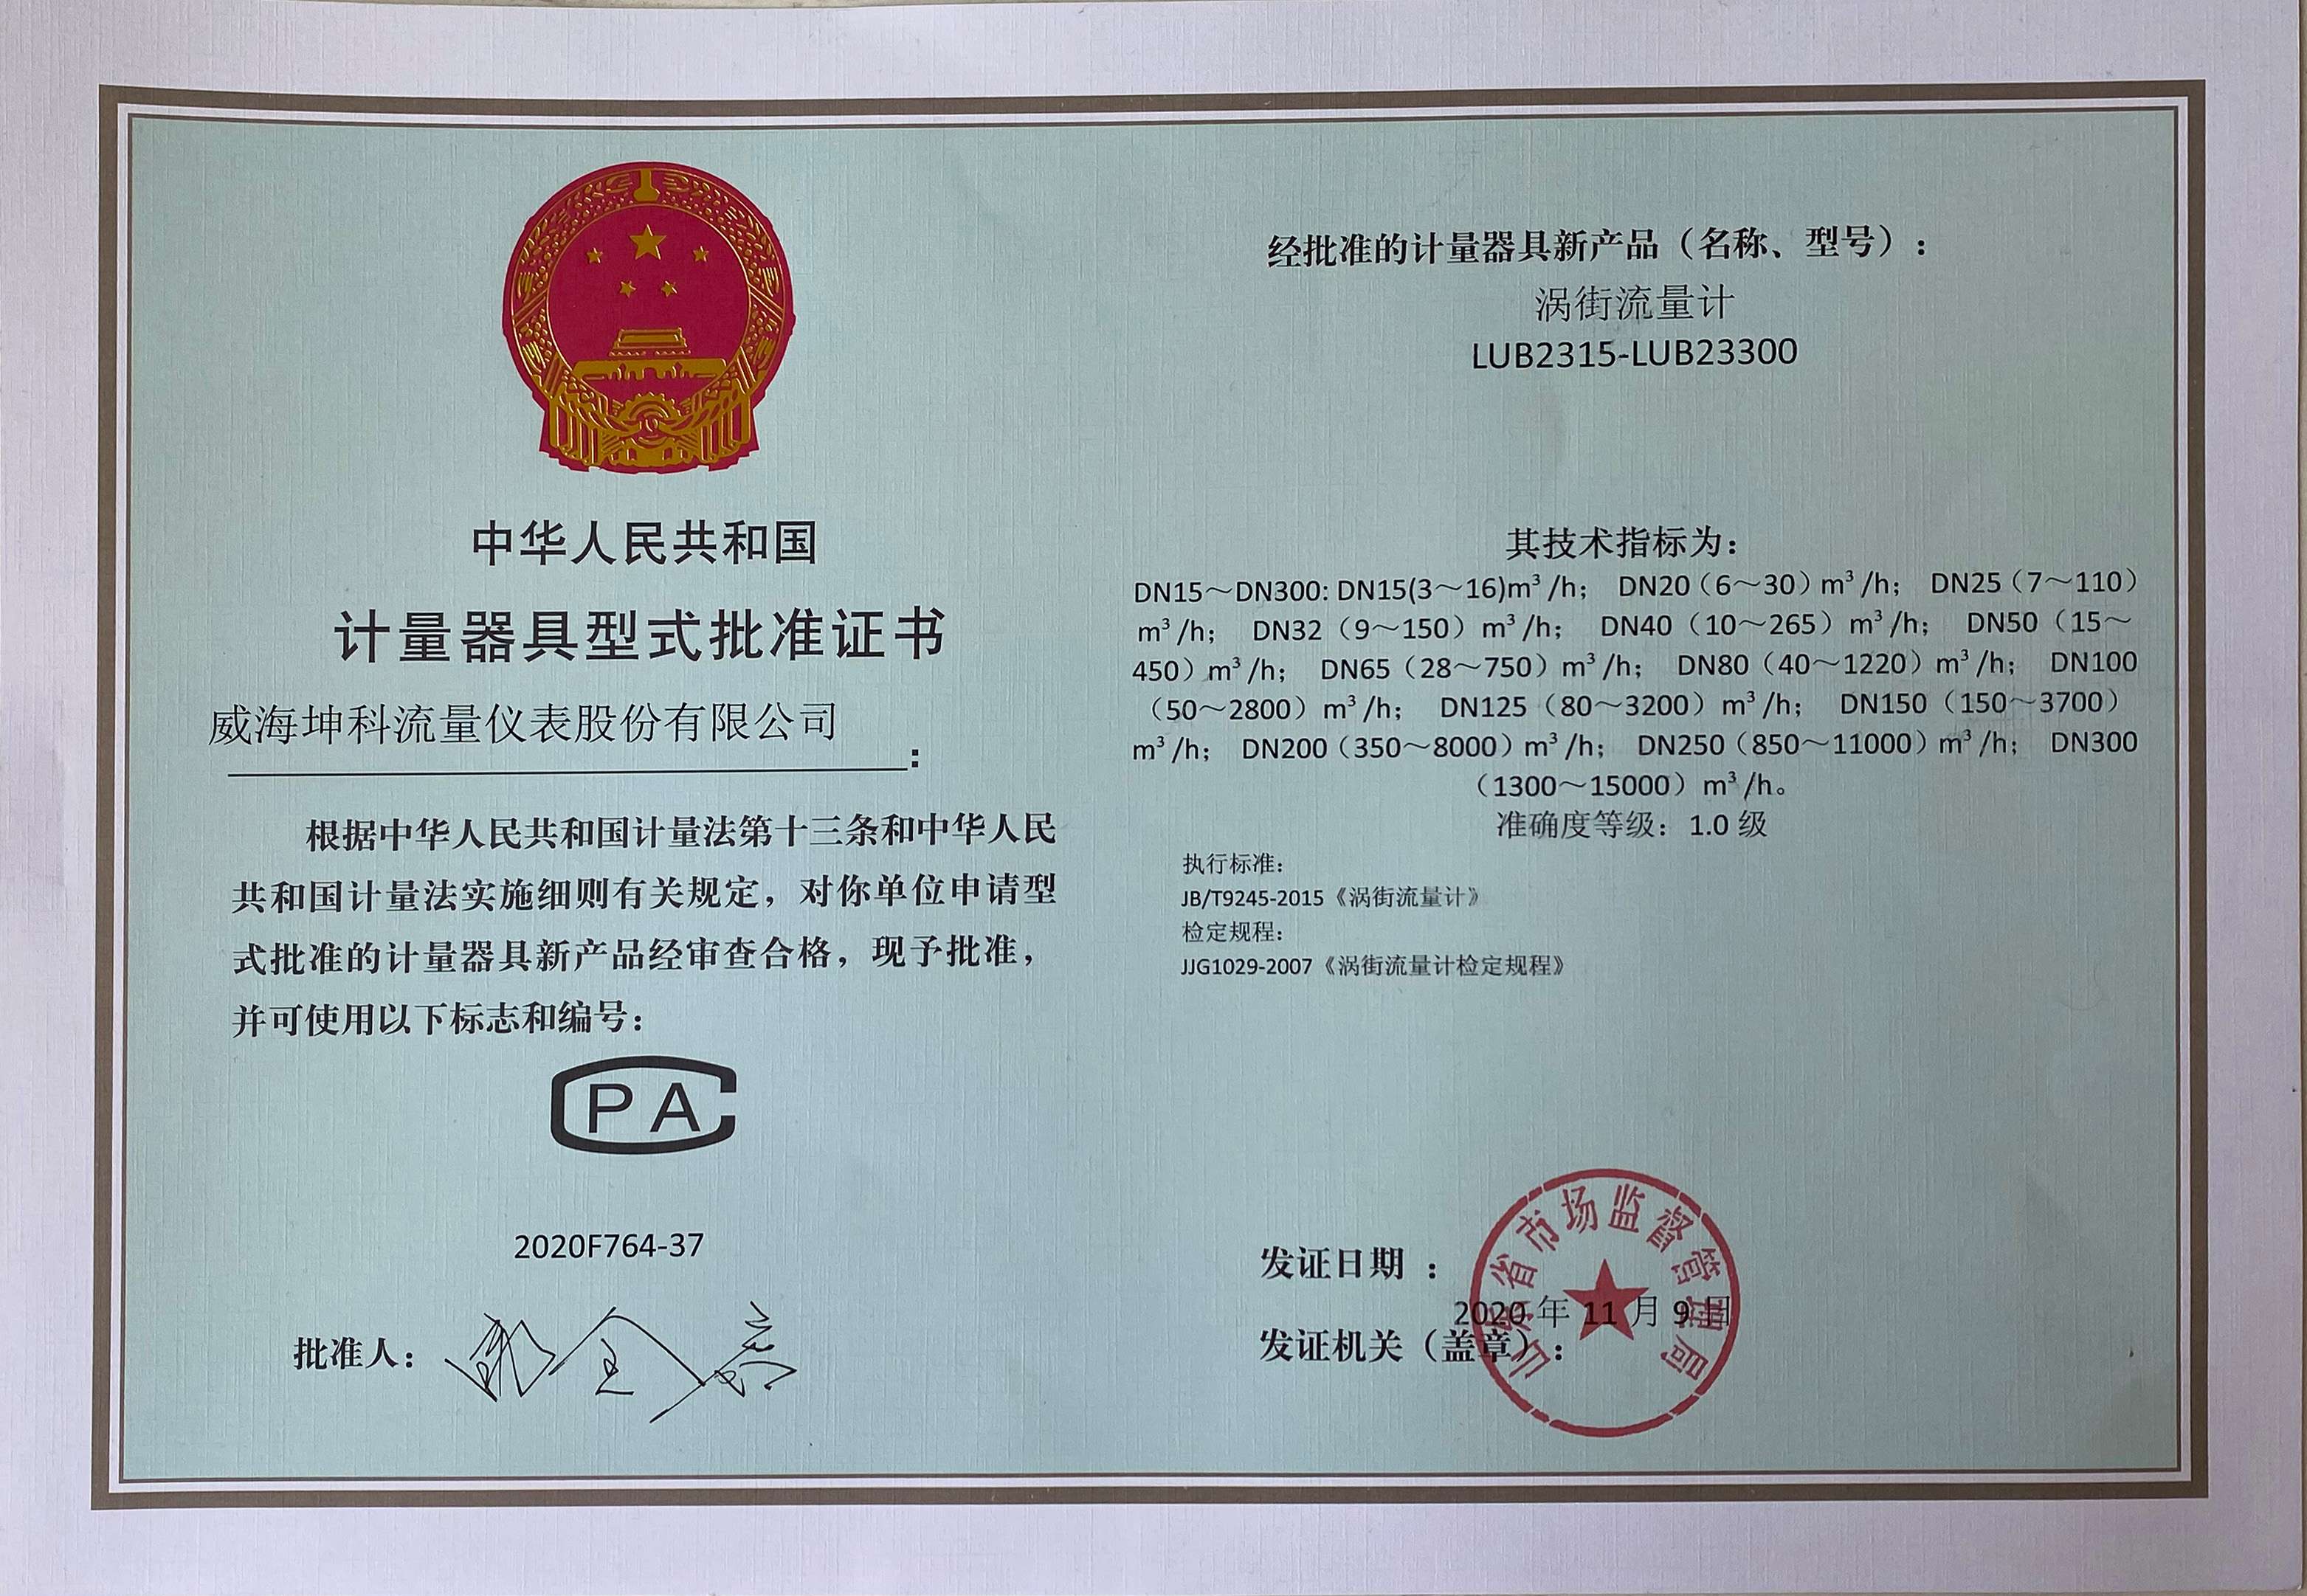 中华人民共和国
计量器具型式批准证书
威海坤科流量仪表股份有限公司：
根据中华人民共和国计量法第十三条和中华人民
共和国计量法实施细则有关规定，对你单位申请型
式批准的计量器具新产品经审查合格，现予批准，
并可使用以下标志和编号：
CPA
2020F764-37
批准人：
经批准的计量器具新产品（名称、型号）：
涡街流量计
LUB2315-LUB23300
其技术指标为：
DN15～DN300: DN15(3～16)m³/h； DN20（6～30）m³/h； DN25（7～110）
m³/h； DN32（9～150）m³/h； DN40（10～265）m³/h； DN50（15～
450）m³/h； DN65（28～750）m³/h； DN80（40～1220）m³/h； DN100
（50～2800）m³/h； DN125（80～3200）m³/h； DN150（150～3700）
m³/h； DN200（350～8000）m³/h； DN250（850～11000）m³/h； DN300
（1300～15000）m³/h。
准确度等级：1.0 级
执行标准：
JB/T9245-2015《涡街流量计》
检定规程：
JJG1029-2007《涡街流量计检定规程》
发证日期 ：
2020 年 11 月 9 日
发证机关（盖章）：
山东省市场监督管理局